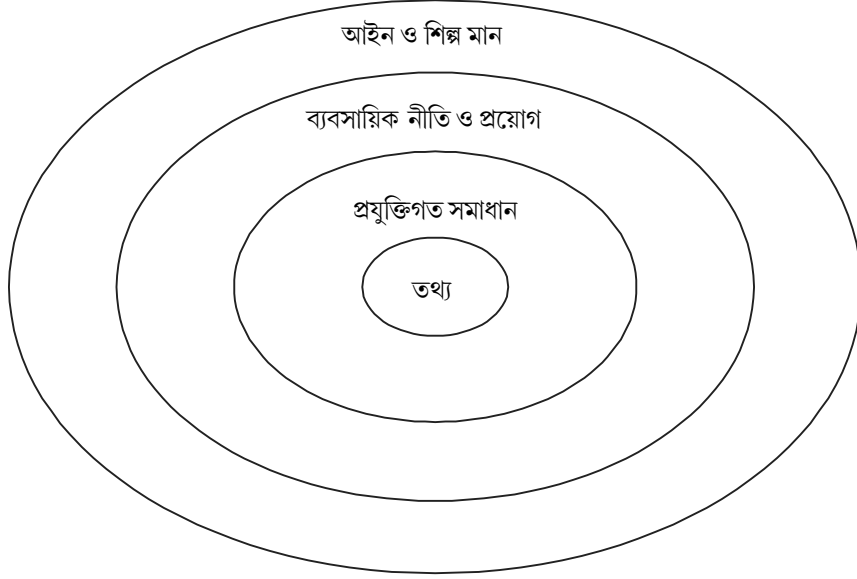 আইন ও শিল্প মান
ব্যবসায়িক নীতি ও প্রয়োগ
প্রযুক্তিগত সমাধান
তথ্য